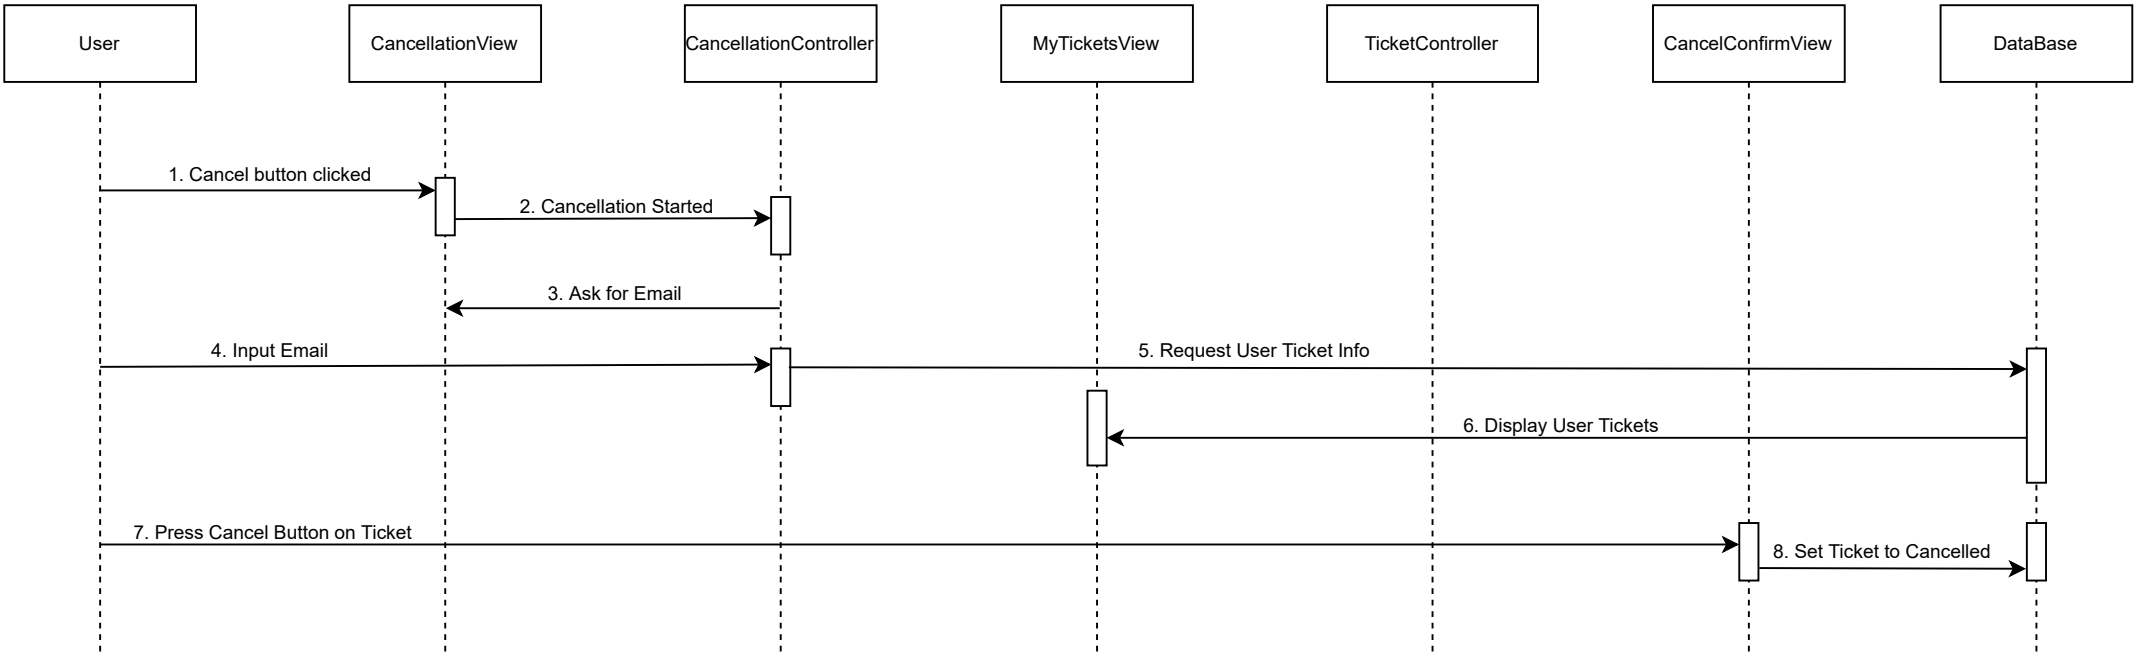 User
CancellationView
CancellationController
MyTicketsView
TicketController
CancelConfirmView
DataBase
1. Cancel button clicked
2. Cancellation Started
3. Ask for Email
4. Input Email
5. Request User Ticket Info
6. Display User Tickets
7. Press Cancel Button on Ticket
8. Set Ticket to Cancelled